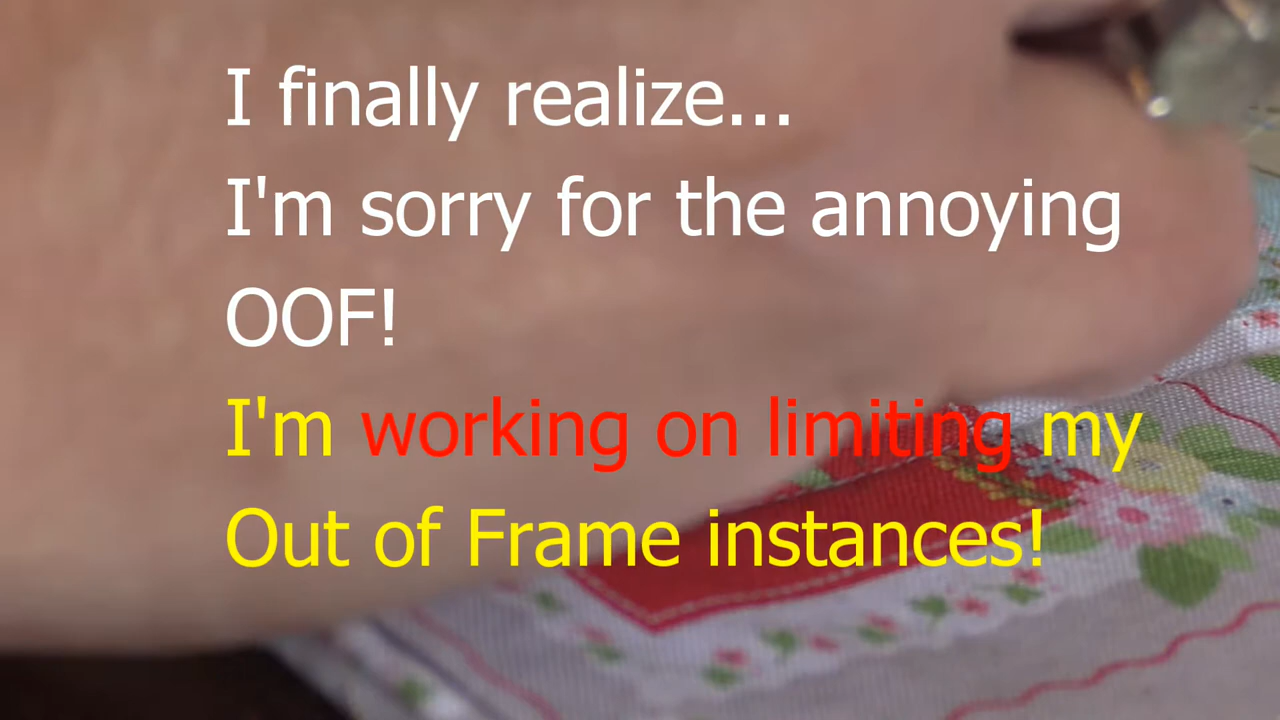 I finally realize...
I'm sorry for the annoying
OOF!
I'm working on limiting my
Out of Frame instances!